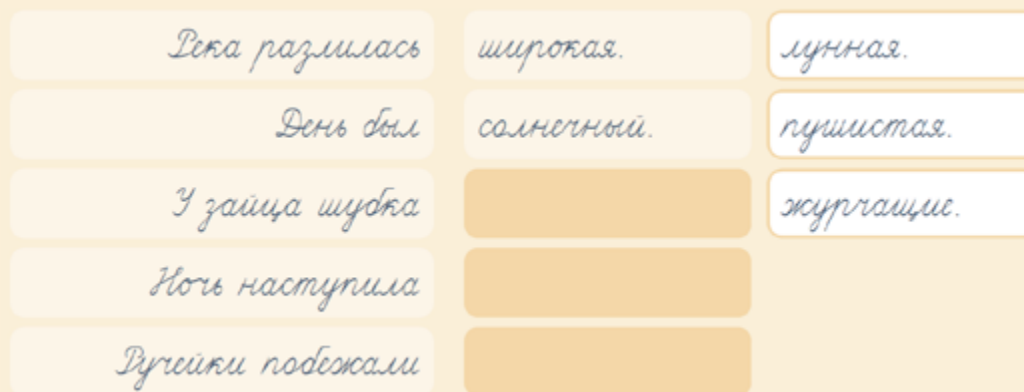 Река разлилась широкая. лунная.
День был солнечный. пушистая.
У зайца шубка журчащие.
Ночь наступила
Ручейки побежали